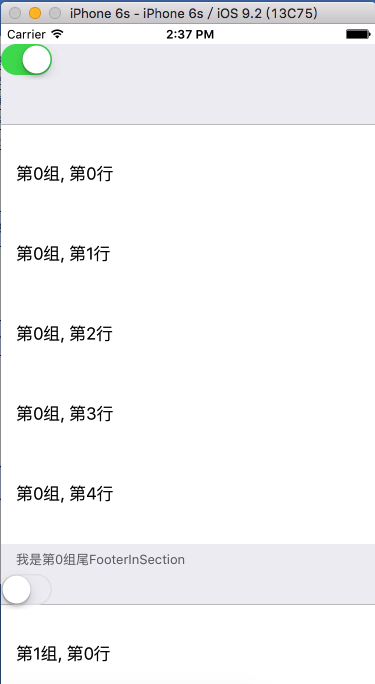 iPhone 6s - iPhone 6s / iOS 9.2 (13C75)
Carrier 2:37 PM
第0组, 第0行
第0组, 第1行
第0组, 第2行
第0组, 第3行
第0组, 第4行
我是第0组尾FooterInSection
第1组, 第0行